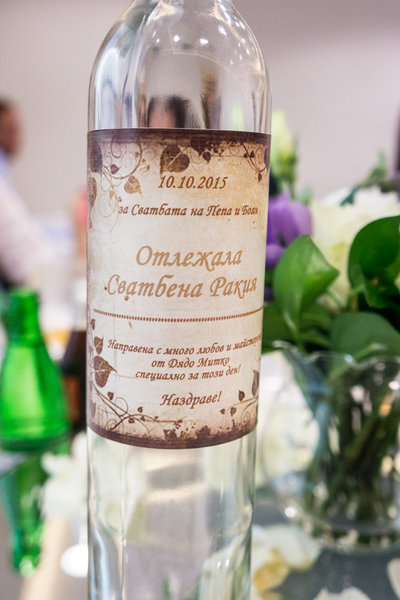 10.10.2015
за Сватбата на Пепа и Боян
Отлежала
Сватбена Ракия
Направена с много любов и майсторс
от Дядо Митко
специално за този ден!
Наздраве!